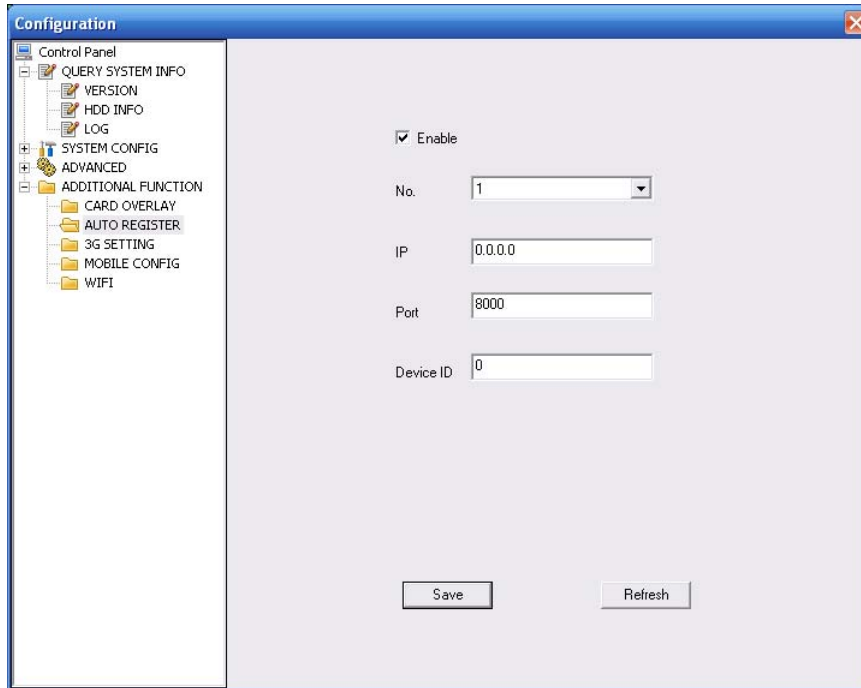 Configuration
Control Panel
QUERY SYSTEM INFO
VERSION
HDD INFO
LOG
SYSTEM CONFIG
ADVANCED
ADDITIONAL FUNCTION
CARD OVERLAY
AUTO REGISTER
3G SETTING
MOBILE CONFIG
WIFI
Enable
No. 1
IP 0.0.0.0
Port 8000
Device ID 0
Save Refresh